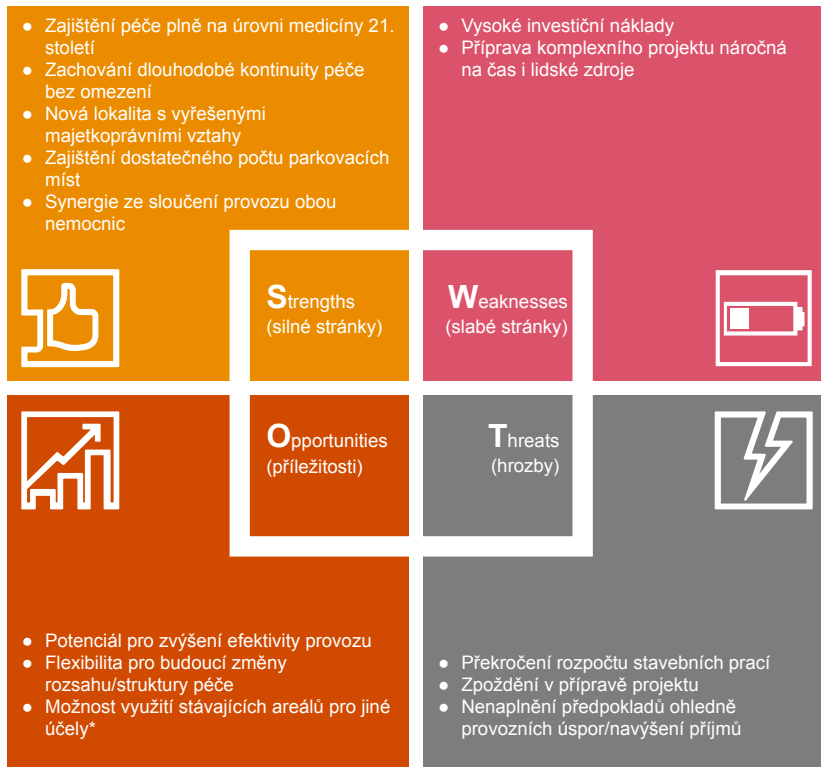 ● Zajištění péče plně na úrovni medicíny 21.
století
● Zachování dlouhodobé kontinuity péče
bez omezení
● Nová lokalita s vyřešenými
majetkoprávními vztahy
● Zajištění dostatečného počtu parkovacích
míst
● Synergie ze sloučení provozu obou
nemocnic
● Vysoké investiční náklady
● Příprava komplexního projektu náročná
na čas i lidské zdroje
Strengths
(silné stránky)
Weaknesses
(slabé stránky)
Opportunities
(příležitosti)
Threats
(hrozby)
● Potenciál pro zvýšení efektivity provozu
● Flexibilita pro budoucí změny
rozsahu/struktury péče
● Možnost využití stávajících areálů pro jiné
účely*
● Překročení rozpočtu stavebních prací
● Zpoždění v přípravě projektu
● Nenaplnění předpokladů ohledně
provozních úspor/navýšení příjmů